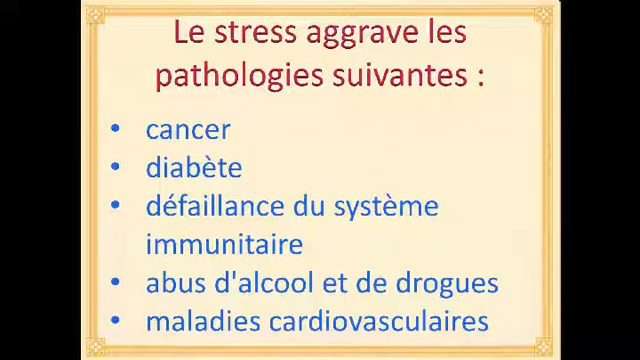 Le stress aggrave les
pathologies suivantes :
• cancer
• diabète
• défaillance du système
immunitaire
• abus d'alcool et de drogues
• maladies cardiovasculaires